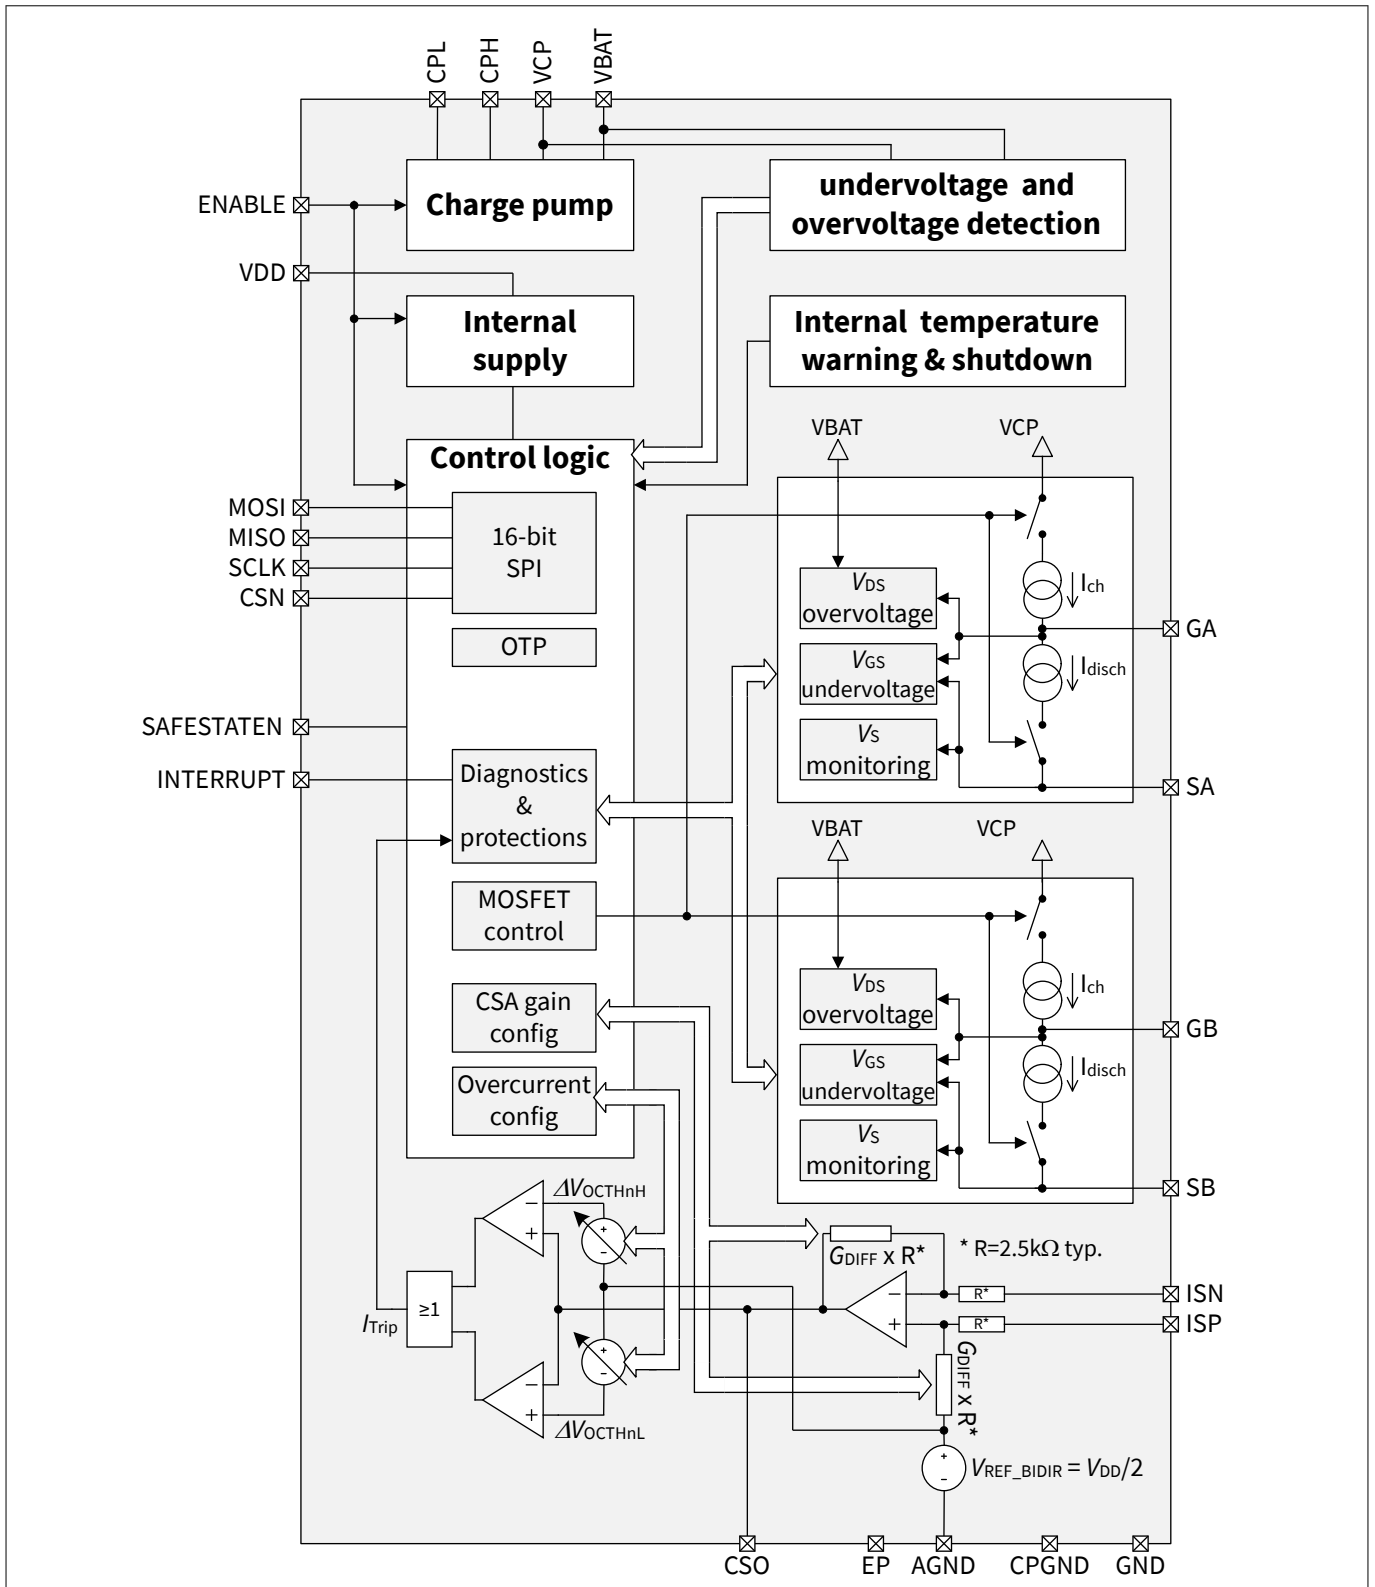 CPL
CPH
VCP
VBAT
ENABLE
Charge pump
undervoltage and
overvoltage detection
VDD
Internal
supply
Internal temperature
warning & shutdown
Control logic
MOSI
MISO
SCLK
CSN
16-bit
SPI
OTP
SAFESTATEN
INTERRUPT
Diagnostics
&
protections
MOSFET
control
CSA gain
config
Overcurrent
config
VBAT
VCP
VDS
overvoltage
VGS
undervoltage
VS
monitoring
Ich
Idisch
GA
SA
VBAT
VCP
VDS
overvoltage
VGS
undervoltage
VS
monitoring
Ich
Idisch
GB
SB
ΔVOCTHnH
−
+
+
−
≥1
ITrip
+
−
−
+
ΔVOCTHnL
GDIFF x R*
* R=2.5kΩ typ.
−
+
R*
R*
ISN
ISP
GDIFF x R*
+
−
VREF_BIDIR = VDD/2
CSO
EP
AGND
CPGND
GND